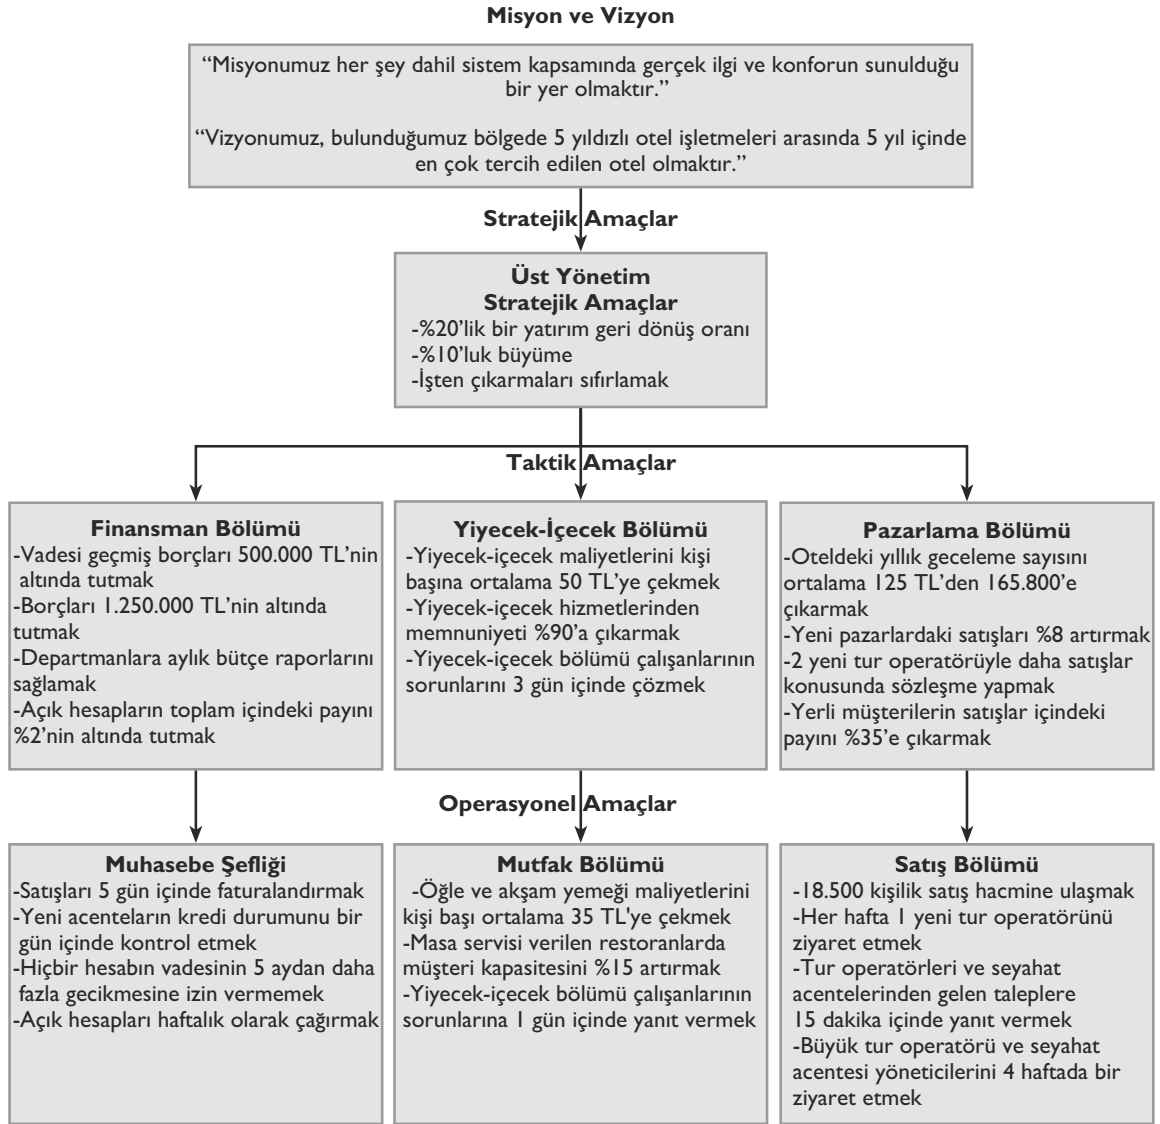 Misyon ve Vizyon
“Misyonumuz her şey dahil sistem kapsamında gerçek ilgi ve konforun sunulduğu
bir yer olmaktır.”
“Vizyonumuz, bulunduğumuz bölgede 5 yıldızlı otel işletmeleri arasında 5 yıl içinde
en çok tercih edilen otel olmaktır.”
Stratejik Amaçlar
Üst Yönetim
Stratejik Amaçlar
-%20’lik bir yatırım geri dönüş oranı
-%10’luk büyüme
-İşten çıkarmaları sıfırlamak
Taktik Amaçlar
Finansman Bölümü
-Vadesi geçmiş borçları 500.000 TL’nin
altında tutmak
-Borçları 1.250.000 TL’nin altında
tutmak
-Departmanlara aylık bütçe raporlarını
sağlamak
-Açık hesapların toplam içindeki payını
%2’nin altında tutmak
Yiyecek-İçecek Bölümü
-Yiyecek-içecek maliyetlerini kişi
başına ortalama 50 TL’ye çekmek
-Yiyecek-içecek hizmetlerinden
memnuniyeti %90’a çıkarmak
-Yiyecek-içecek bölümü çalışanlarının
sorunlarını 3 gün içinde çözmek
Pazarlama Bölümü
-Oteldeki yıllık geceleme sayısını
ortalama 125 TL’den 165.800’e
çıkarmak
-Yeni pazarlardaki satışları %8 artırmak
-2 yeni tur operatörüyle daha satışlar
konusunda sözleşme yapmak
-Yerli müşterilerin satışlar içindeki
payını %35’e çıkarmak
Operasyonel Amaçlar
Muhasebe Şefliği
-Satışları 5 gün içinde faturalandırmak
-Yeni acentaların kredi durumunu bir
gün içinde kontrol etmek
-Hiçbir hesabın vadesinin 5 aydan daha
fazla gecikmesine izin vermemek
-Açık hesapları haftalık olarak çağırmak
Mutfak Bölümü
-Öğle ve akşam yemeği maliyetlerini
kişi başı ortalama 35 TL'ye çekmek
-Masa servisi verilen restoranlarda
müşteri kapasitesini %15 artırmak
-Yiyecek-içecek bölümü çalışanlarının
sorunlarına 1 gün içinde yanıt vermek
Satış Bölümü
-18.500 kişilik satış hacmine ulaşmak
-Her hafta 1 yeni tur operatörünü
ziyaret etmek
-Tur operatörleri ve seyahat
acentelerinden gelen taleplere
15 dakika içinde yanıt vermek
-Büyük tur operatörü ve seyahat
acentesi yöneticilerini 4 haftada bir
ziyaret etmek